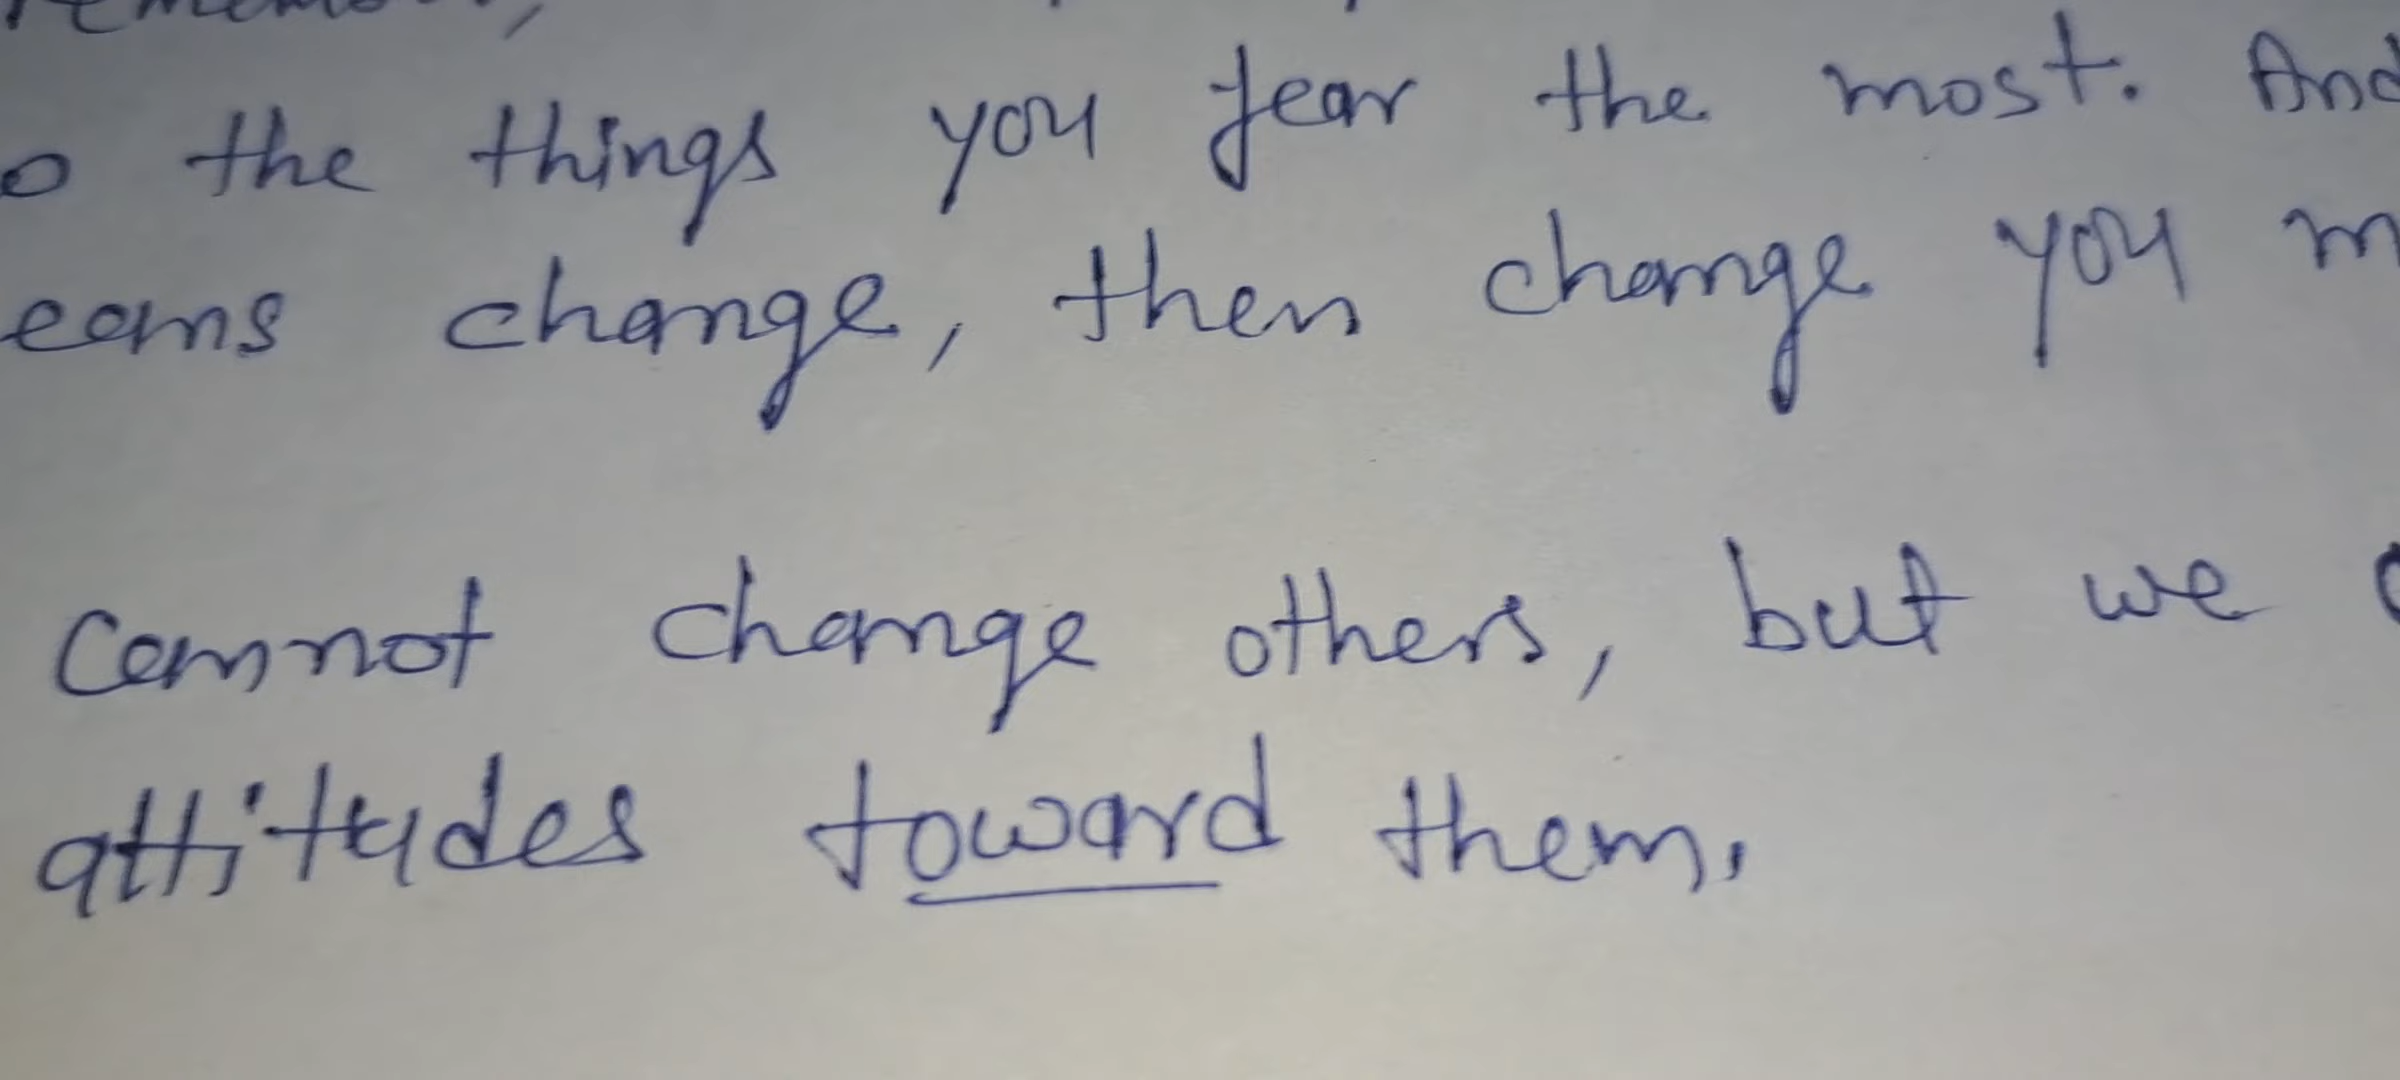 o the things you fear the most. And
eans change, then change you m
cannot change others, but we
attitudes toward them.